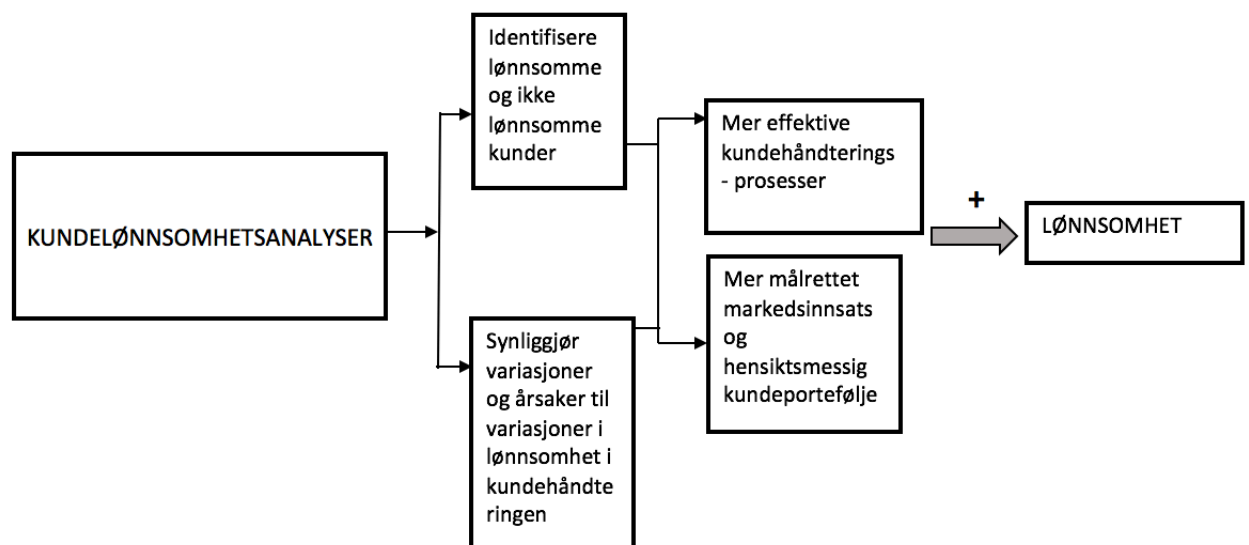 KUNDELØNNSOMHETSANALYSER
Identifisere
lønnsomme
og ikke
lønnsomme
kunder
Synliggjør
variasjoner
og årsaker til
variasjoner i
lønnsomhet i
kundehåndte
ringen
Mer effektive
kundehåndterings
- prosesser
Mer målrettet
markedsinnsats
og
hensiktsmessig
kundeportefølje
+
LØNNSOMHET